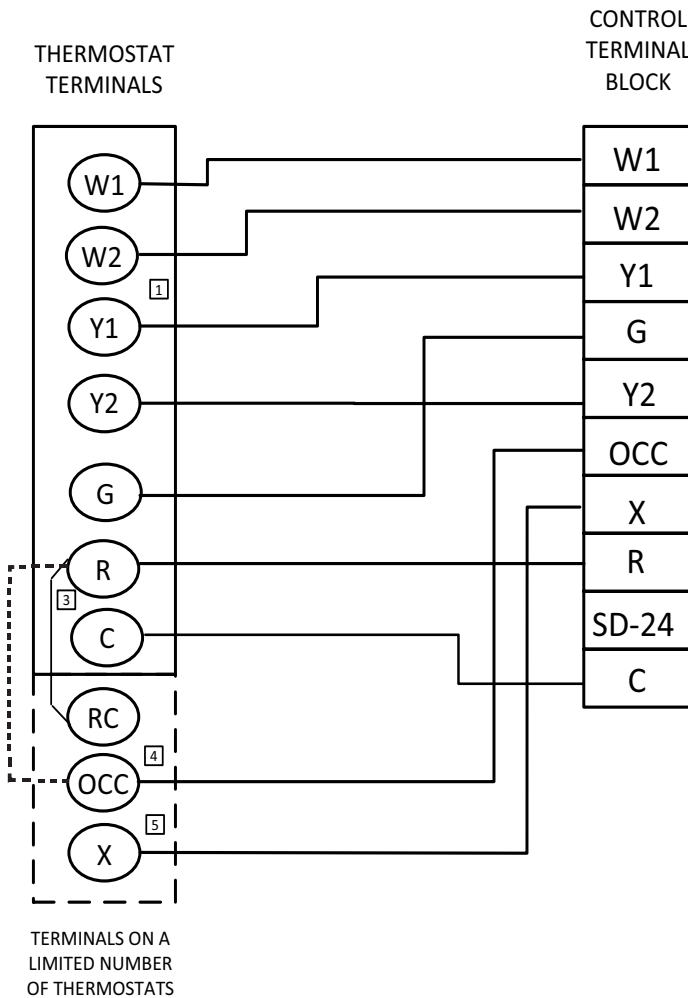 THERMOSTAT
TERMINALS
CONTROL
TERMINAL
BLOCK
W1
W2
1
Y1
Y2
G
R
3
C
RC
4
OCC
5
X
W1
W2
Y1
G
Y2
OCC
X
R
SD-24
C
TERMINALS ON A
LIMITED NUMBER
OF THERMOSTATS